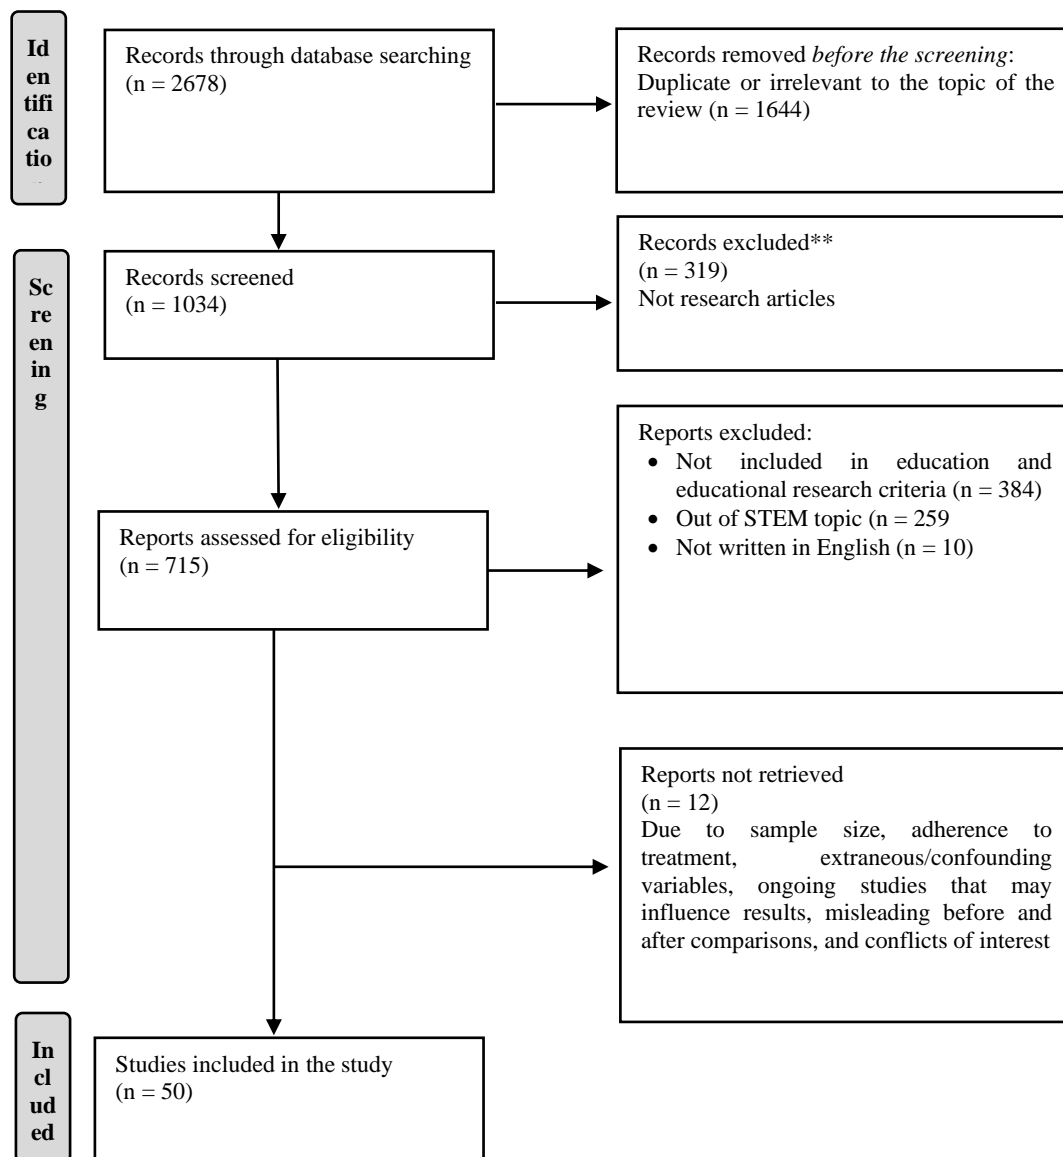 Id
en
tifi
ca
tio
Records through database searching
(n = 2678)
Records removed before the screening:
Duplicate or irrelevant to the topic of the
review (n = 1644)
Sc
re
en
in
g
Records screened
(n = 1034)
Records excluded**
(n = 319)
Not research articles
Reports assessed for eligibility
(n = 715)
Reports excluded:
• Not included in education and
educational research criteria (n = 384)
• Out of STEM topic (n = 259
• Not written in English (n = 10)
Reports not retrieved
(n = 12)
Due to sample size, adherence to
treatment, extraneous/confounding
variables, ongoing studies that may
influence results, misleading before and
after comparisons, and conflicts of interest
In
cl
ud
ed
Studies included in the study
(n = 50)